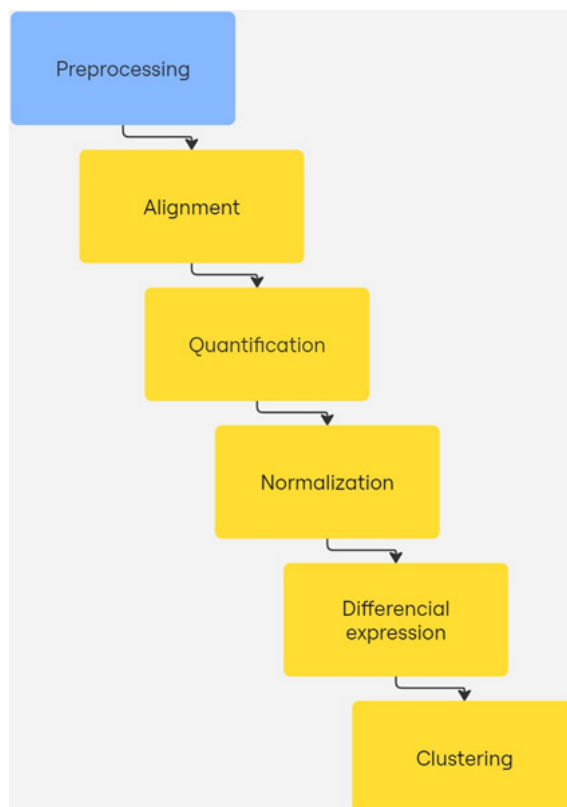 Preprocessing
Alignment
Quantification
Normalization
Differencial
expression
Clustering